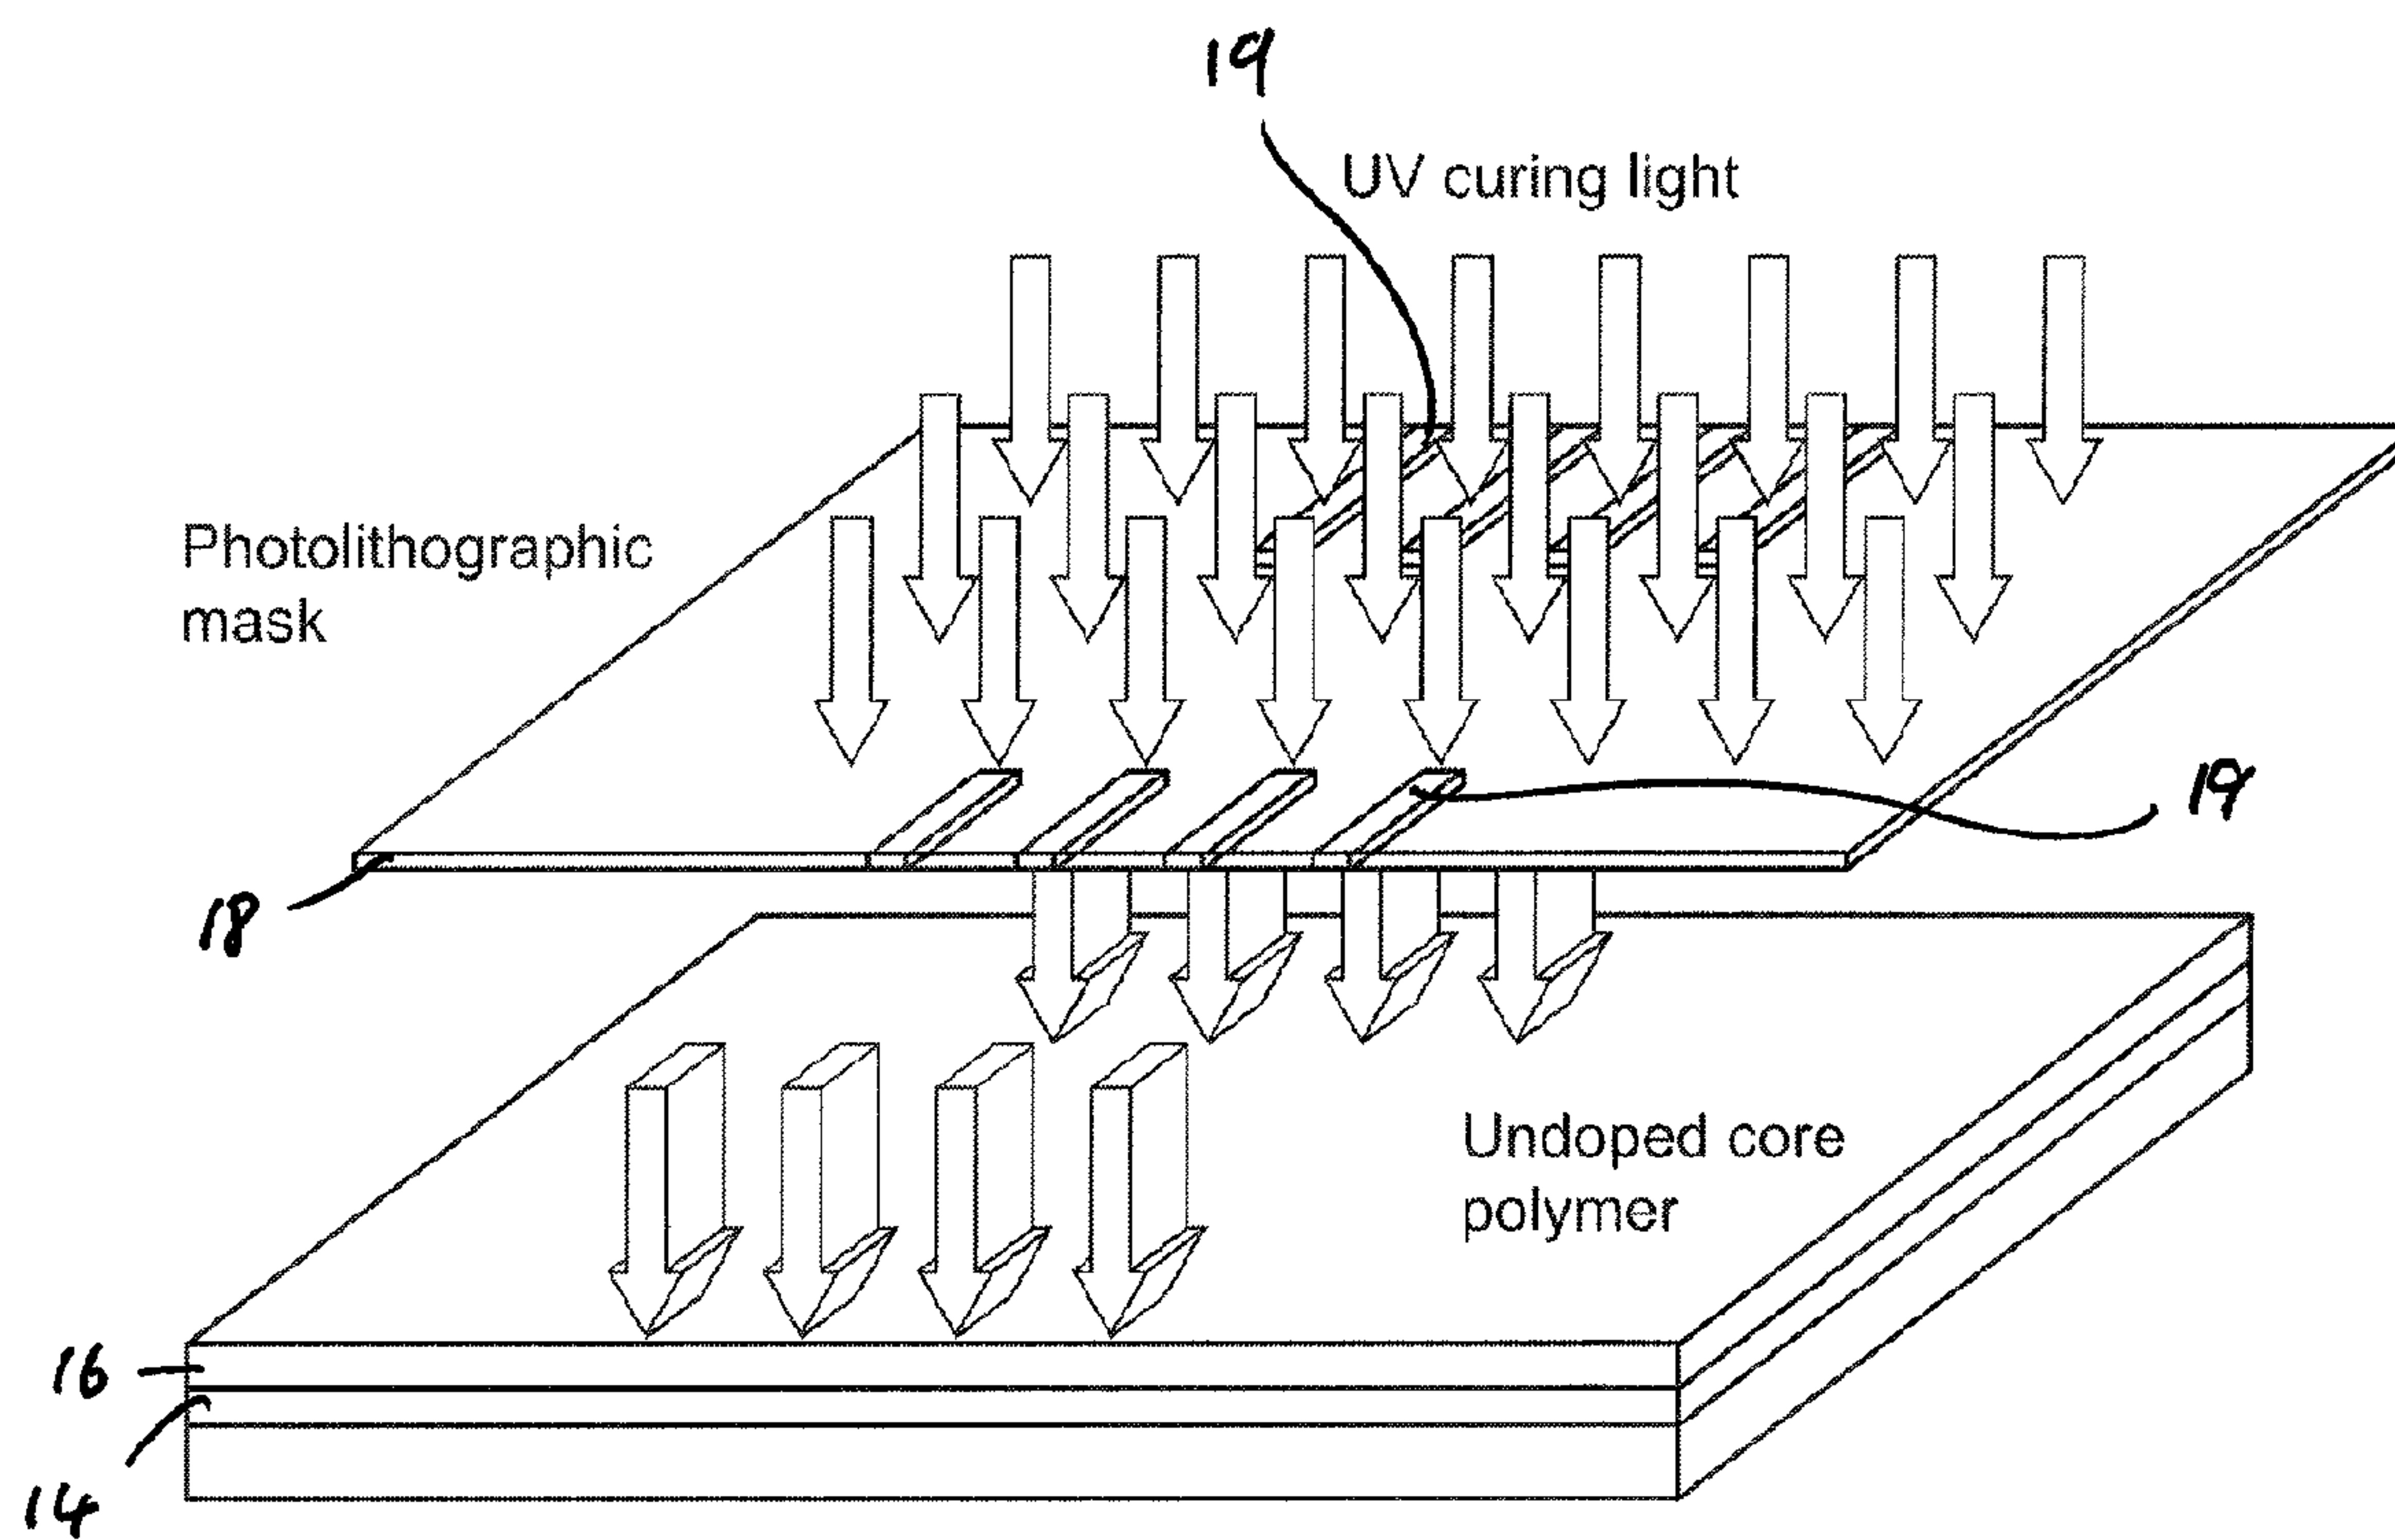 19
UV curing light
Photolithographic
mask
19
18
Undoped core
polymer
16
14